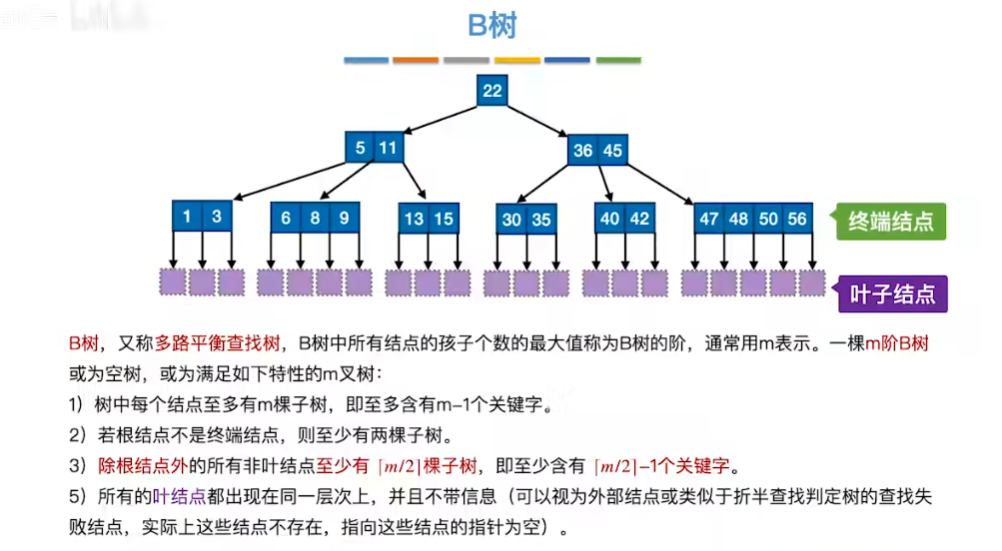 B树
22
5 11
36 45
1 3
6 8 9
13 15
30 35
40 42
47 48 50 56
终端结点
叶子结点
B树，又称多路平衡查找树，B树中所有结点的孩子个数的最大值称为B树的阶，通常用m表示。一棵m阶B树
或为空树，或为满足如下特性的m叉树：
1）树中每个结点至多有m棵子树，即至多含有m-1个关键字。
2）若根结点不是终端结点，则至少有两棵子树。
3）除根结点外的所有非叶结点至少有 ⌈m/2⌉棵子树，即至少含有 ⌈m/2⌉-1个关键字。
5）所有的叶结点都出现在同一层次上，并且不带信息（可以视为外部结点或类似于折半查找判定树的查找失
败结点，实际上这些结点不存在，指向这些结点的指针为空）。